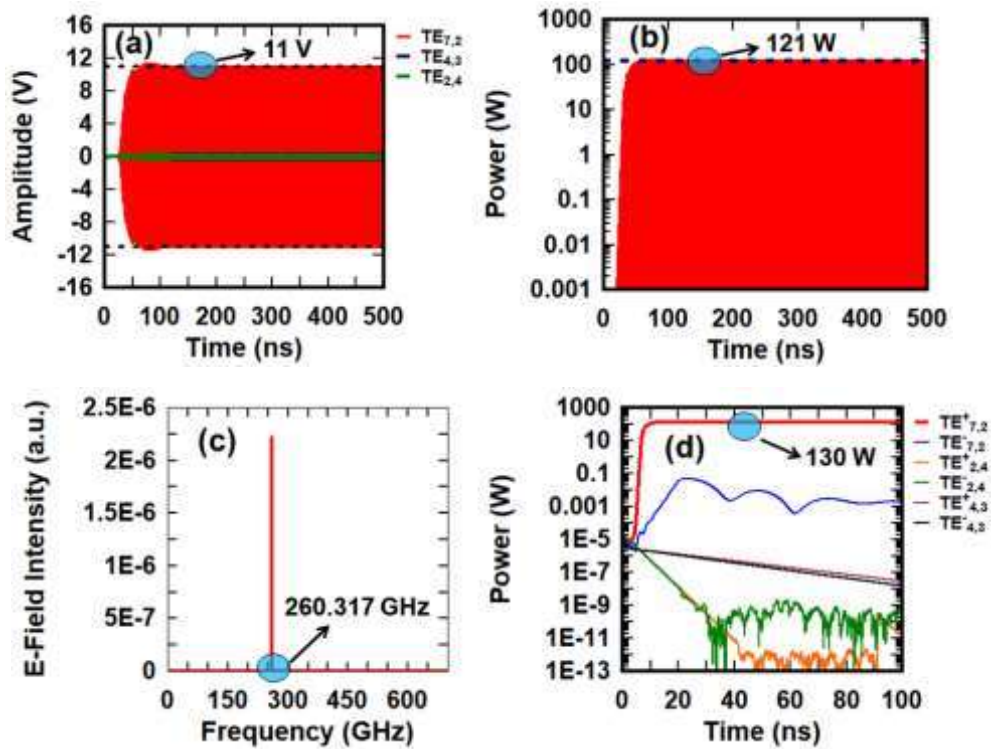 (a)
11 V
Amplitude (V)
16
12
8
4
0
-4
-8
-12
-16
0 100 200 300 400 500
Time (ns)
TE7,2
TE4,3
TE2,4
(b)
121 W
Power (W)
1000
100
10
1
0.1
0.01
0.001
0 100 200 300 400 500
Time (ns)
(c)
260.317 GHz
E-Field Intensity (a.u.)
2.5E-6
2E-6
1.5E-6
1E-6
5E-7
0
0 150 300 450 600
Frequency (GHz)
(d)
130 W
Power (W)
1000
10
0.1
0.001
1E-5
1E-7
1E-9
1E-11
1E-13
0 20 40 60 80 100
Time (ns)
TE+7,2
TE-7,2
TE+2,4
TE-2,4
TE+4,3
TE-4,3